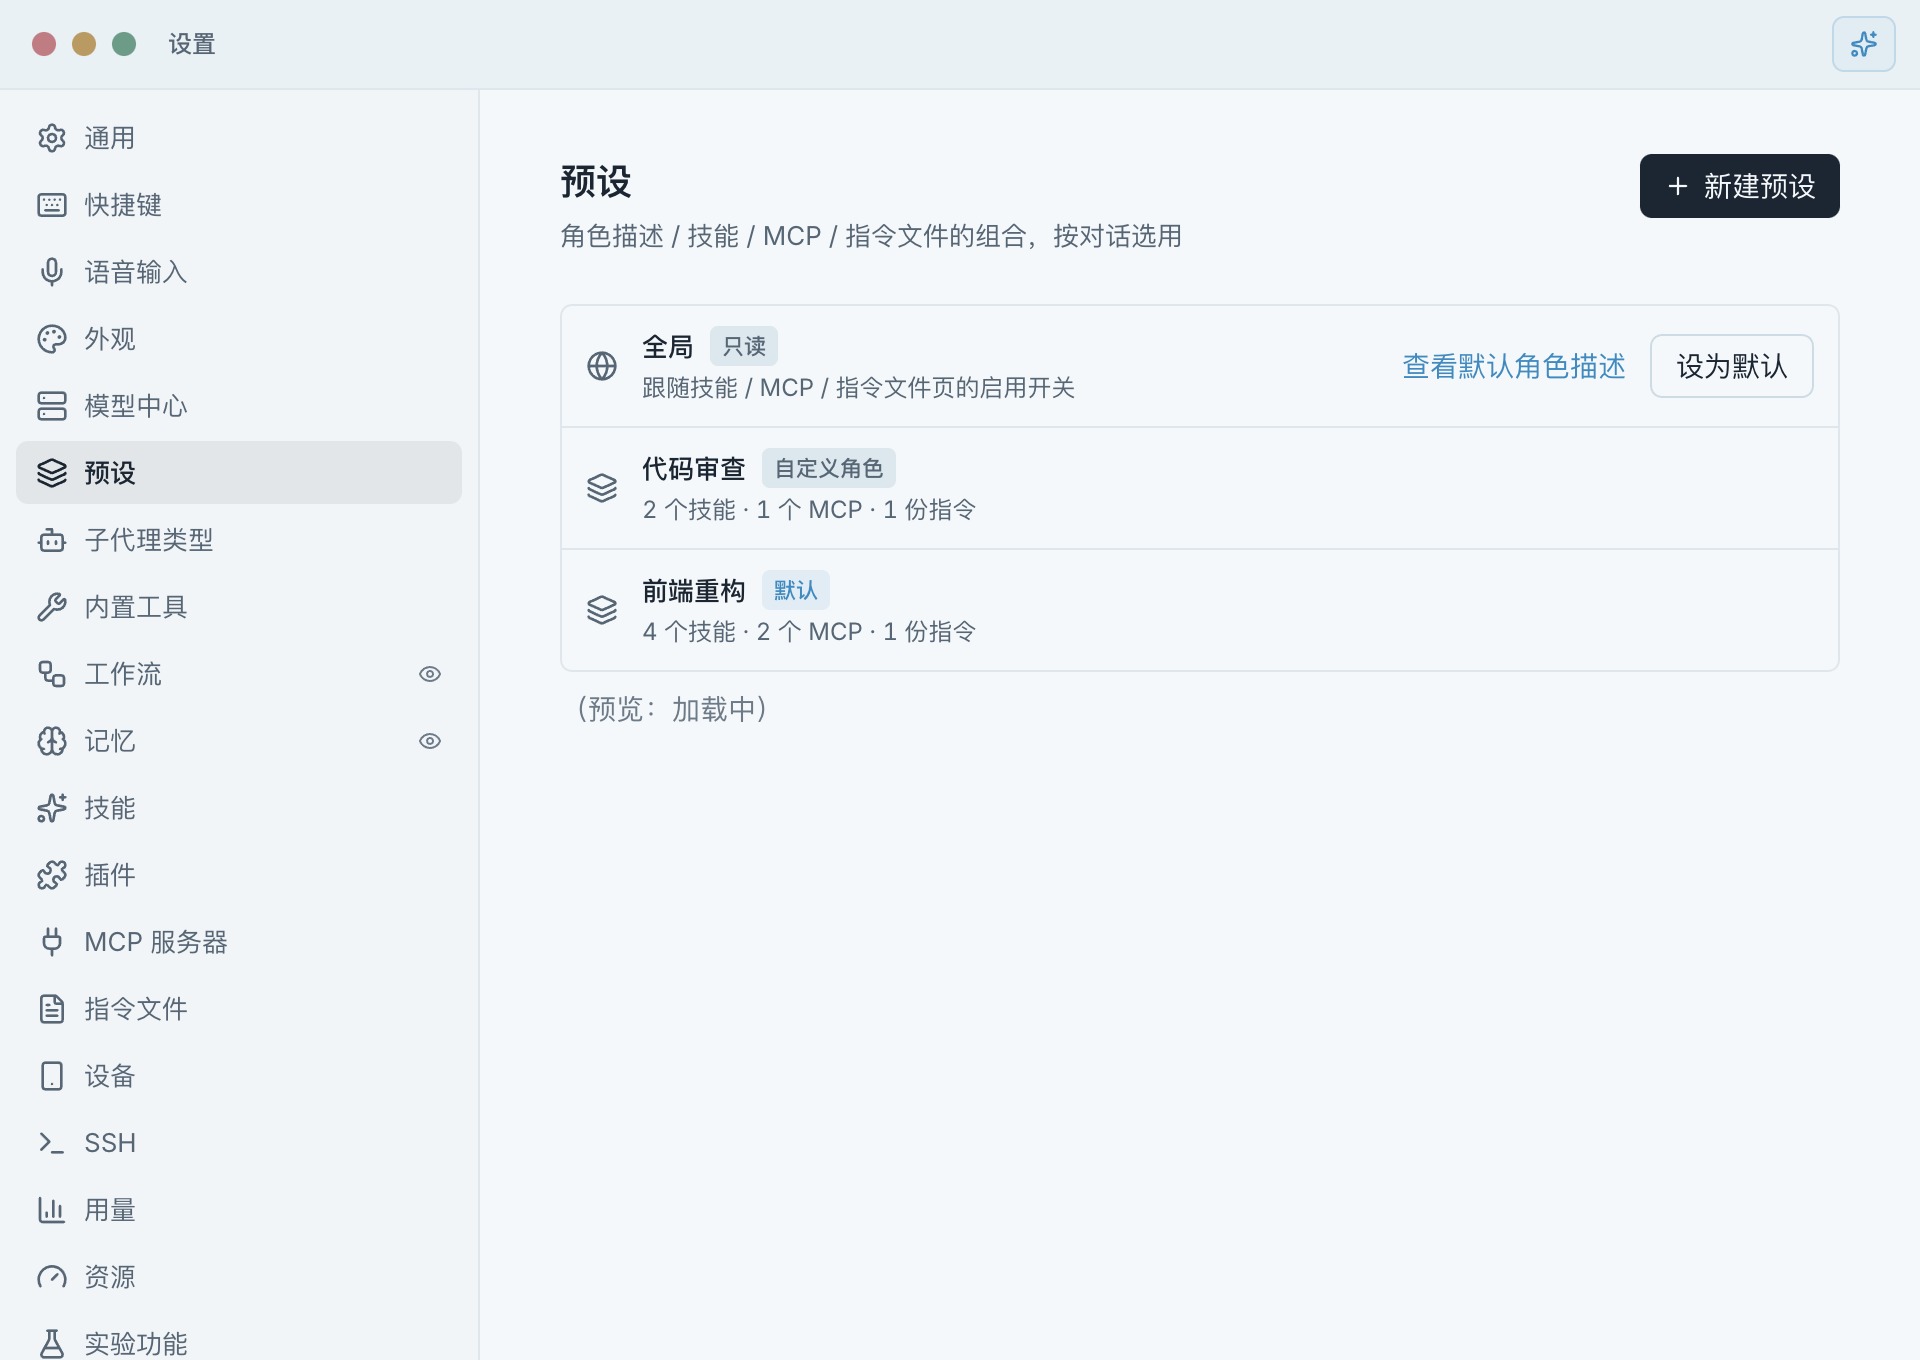 设置
通用
快捷键
语音输入
外观
模型中心
预设
子代理类型
内置工具
工作流
记忆
技能
插件
MCP 服务器
指令文件
设备
SSH
用量
资源
实验功能
预设
新建预设
角色描述 / 技能 / MCP / 指令文件的组合，按对话选用
全局 只读
跟随技能 / MCP / 指令文件页的启用开关
查看默认角色描述 设为默认
代码审查 自定义角色
2 个技能 · 1 个 MCP · 1 份指令
前端重构 默认
4 个技能 · 2 个 MCP · 1 份指令
（预览：加载中）